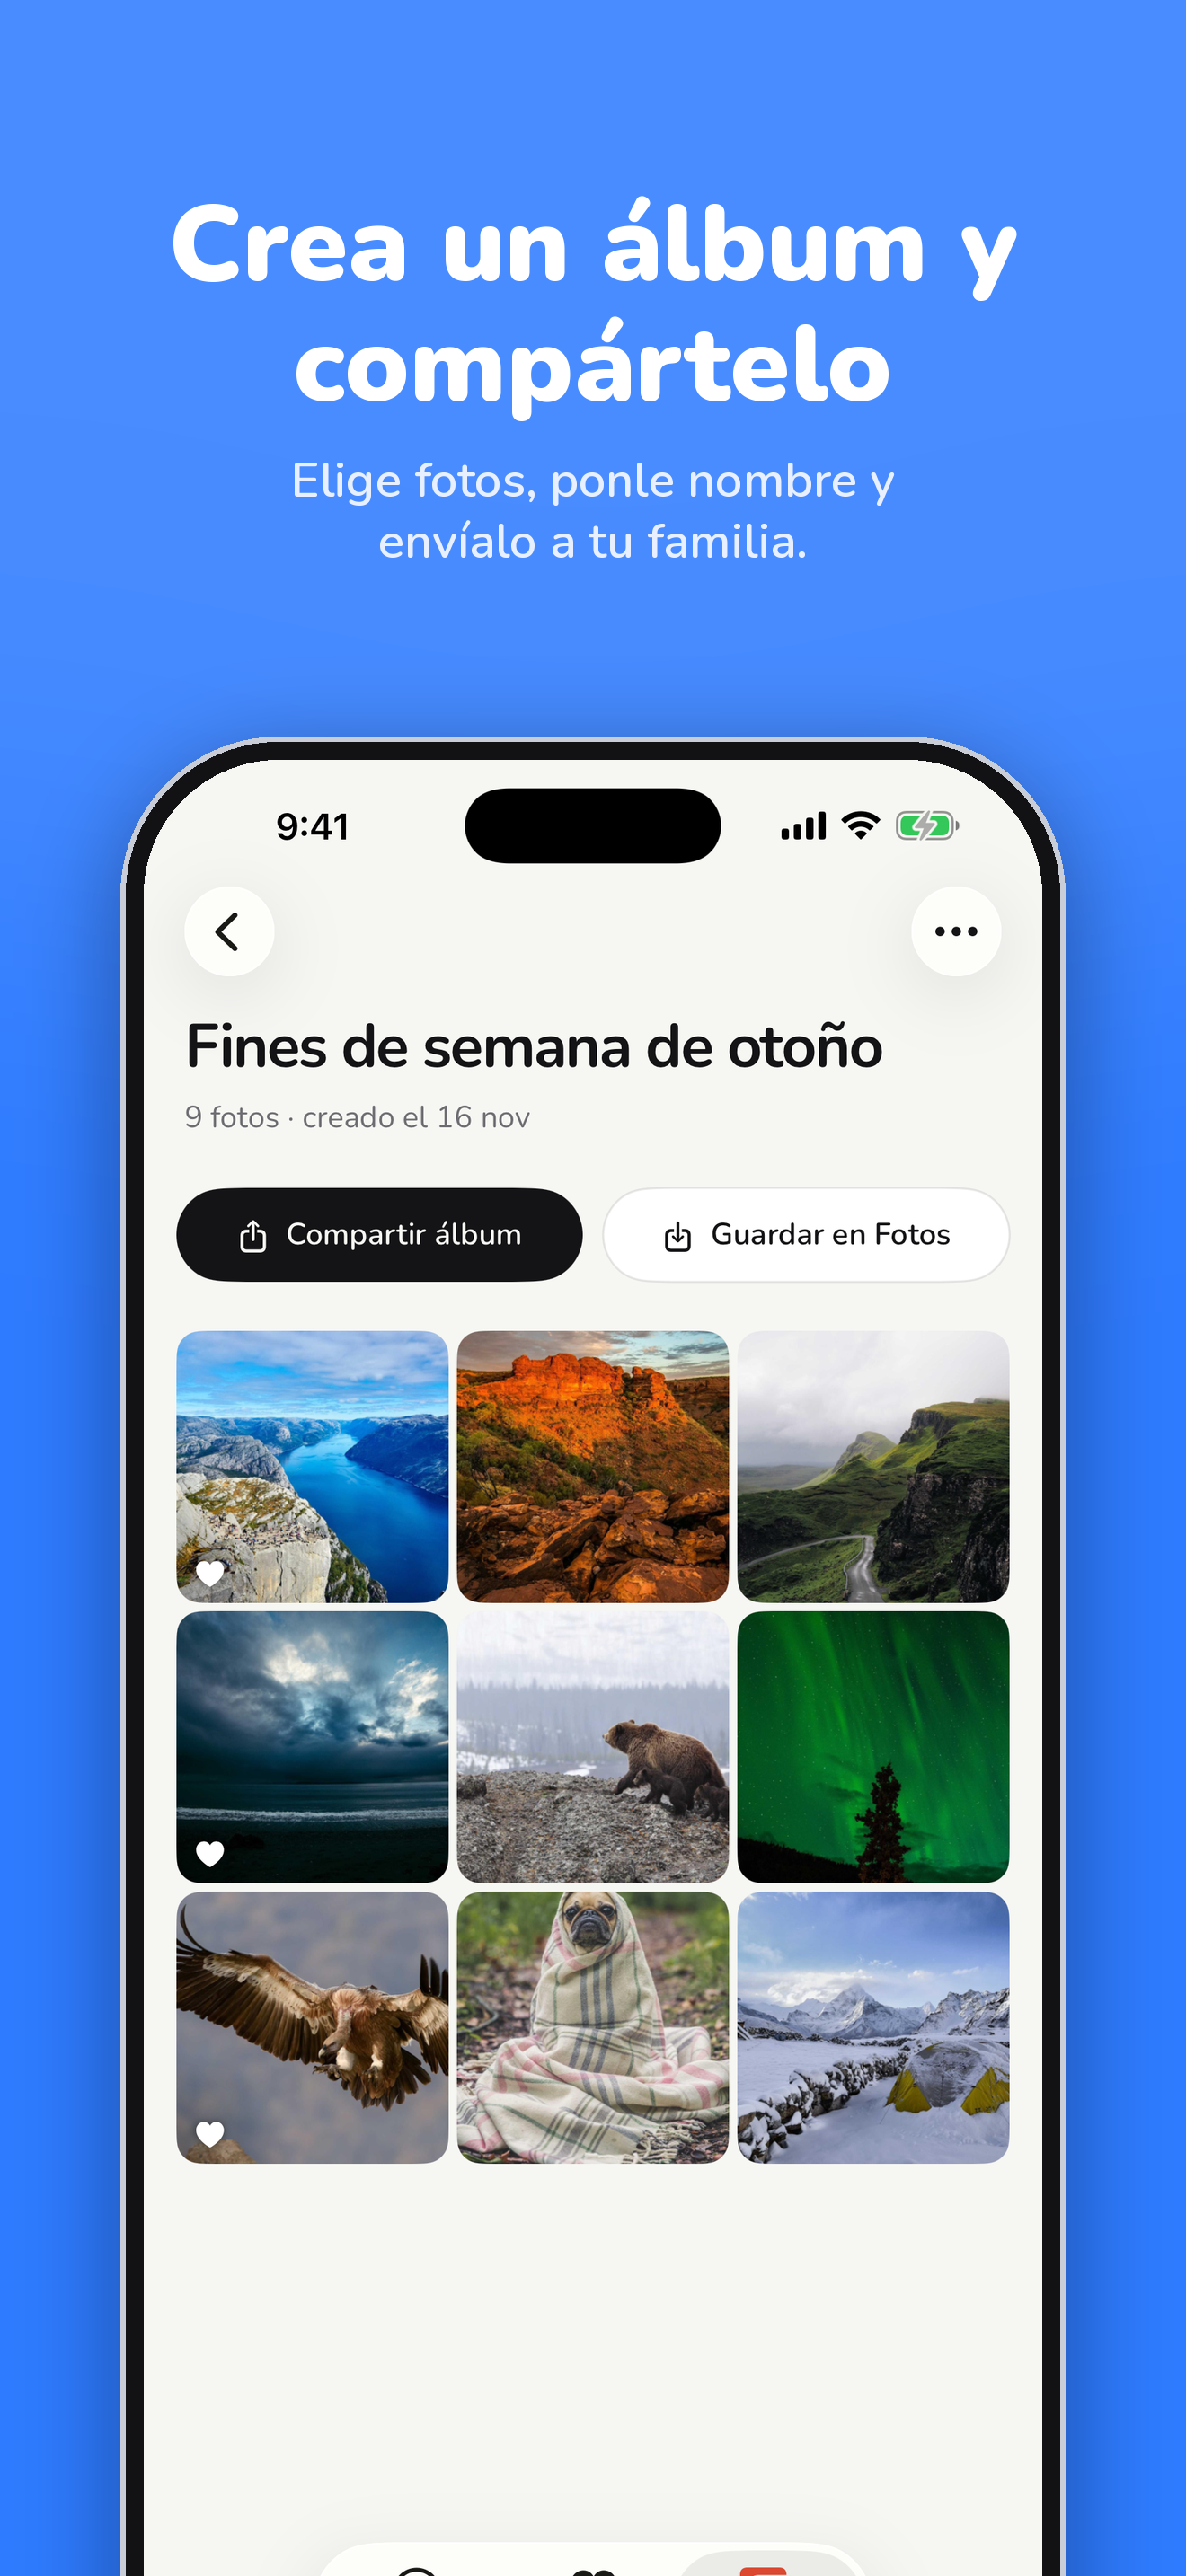 Crea un álbum y
compártelo
Elige fotos, ponle nombre y
envíalo a tu familia.
9:41
Fines de semana de otoño
9 fotos · creado el 16 nov
Compartir álbum
Guardar en Fotos